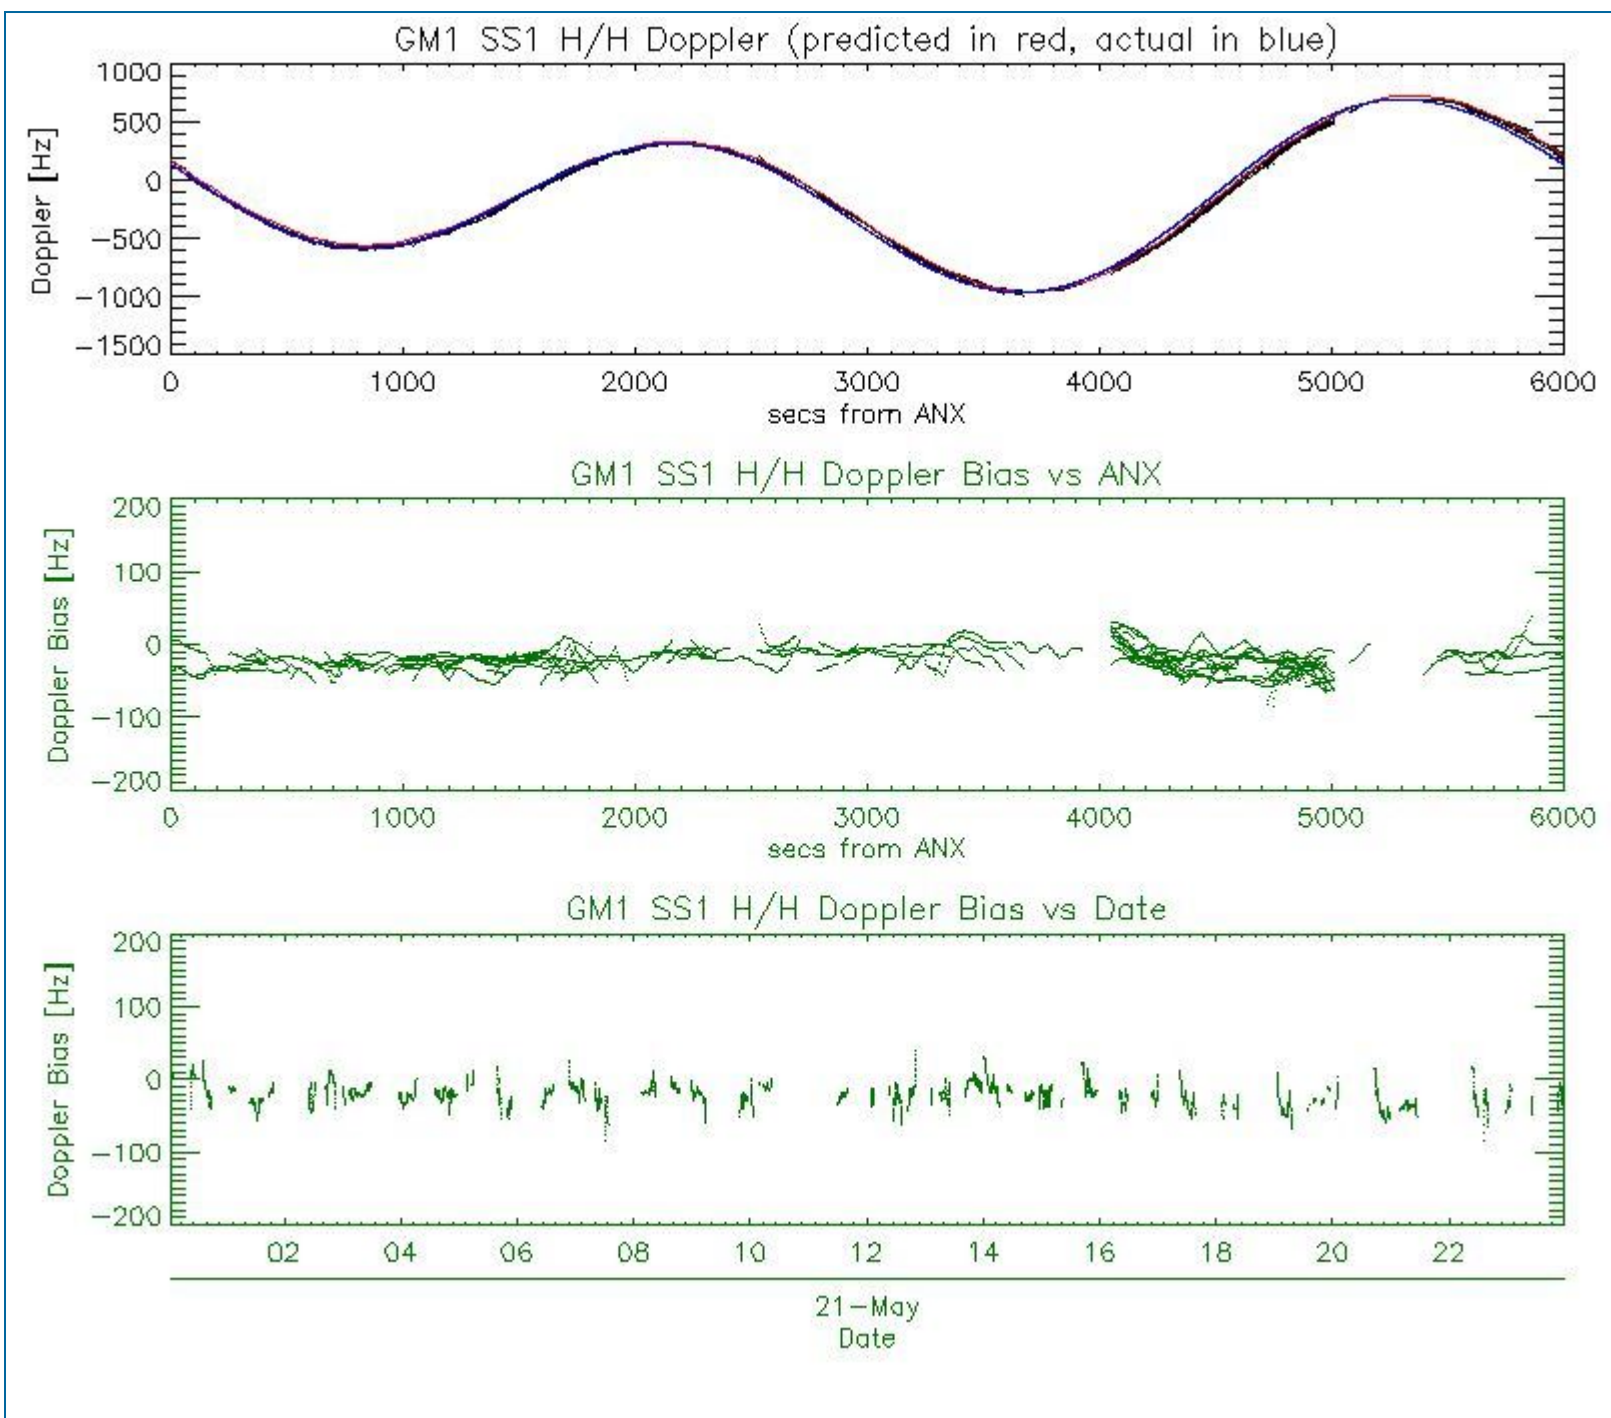 GM1 SS1 H/H Doppler (predicted in red, actual in blue)
Doppler [Hz]
1000
500
0
-500
-1000
-1500
0 1000 2000 3000 4000 5000 6000
secs from ANX
GM1 SS1 H/H Doppler Bias vs ANX
Doppler Bias [Hz]
200
100
0
-100
-200
0 1000 2000 3000 4000 5000 6000
secs from ANX
GM1 SS1 H/H Doppler Bias vs Date
Doppler Bias [Hz]
200
100
0
-100
-200
02 04 06 08 10 12 14 16 18 20 22
21-May
Date